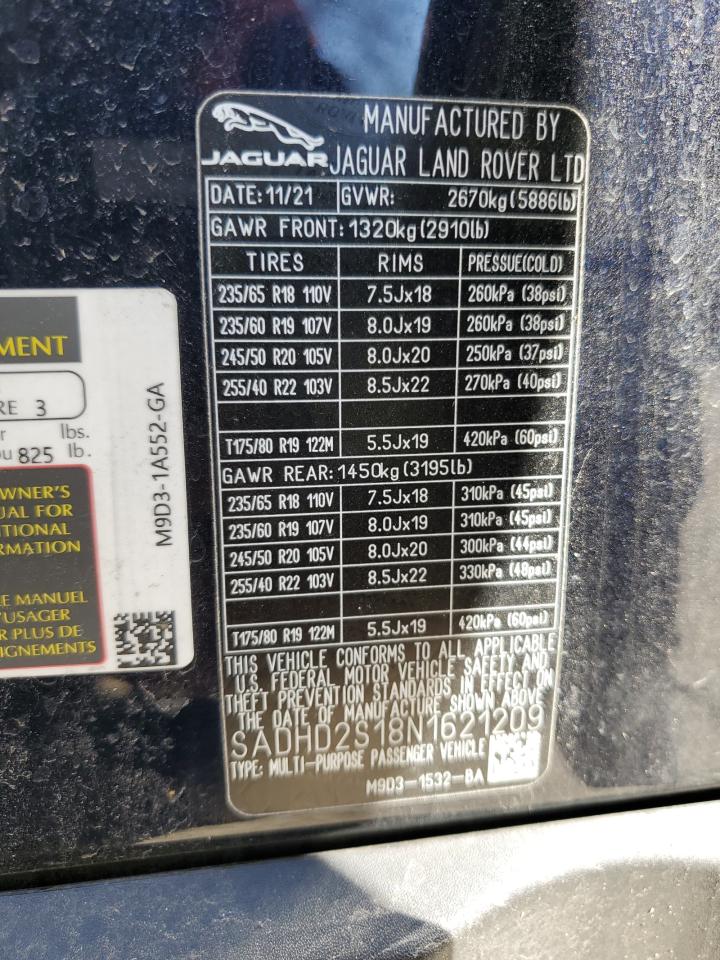 MANUFACTURED BY
JAGUAR JAGUAR LAND ROVER LTD
DATE: 11/21 GVWR: 2670kg (5886lb)
GAWR FRONT: 1320kg (2910lb)
TIRES RIMS PRESSUE(COLD)
235/65 R18 110V 7.5Jx18 260kPa (38psi)
235/60 R19 107V 8.0Jx19 260kPa (38psi)
245/50 R20 105V 8.0Jx20 250kPa (37psi)
255/40 R22 103V 8.5Jx22 270kPa (40psi)
T175/80 R19 122M 5.5Jx19 420kPa (60psi)
GAWR REAR: 1450kg (3195lb)
235/65 R18 110V 7.5Jx18 310kPa (45psi)
235/60 R19 107V 8.0Jx19 310kPa (45psi)
245/50 R20 105V 8.0Jx20 300kPa (44psi)
255/40 R22 103V 8.5Jx22 330kPa (48psi)
T175/80 R19 122M 5.5Jx19 420kPa (60psi)
THIS VEHICLE CONFORMS TO ALL APPLICABLE
U.S. FEDERAL MOTOR VEHICLE SAFETY AND
THEFT PREVENTION STANDARDS IN EFFECT ON
THE DATE OF MANUFACTURE SHOWN ABOVE
SADHD2S18N1621209
TYPE: MULTI-PURPOSE PASSENGER VEHICLE
M9D3-1532-BA
MENT
RE 3
r lbs.
ou 825 lb.
OWNER'S
UAL FOR
ITIONAL
RMATION
E MANUEL
'USAGER
R PLUS DE
IGNEMENTS
M9D3-1A552-GA